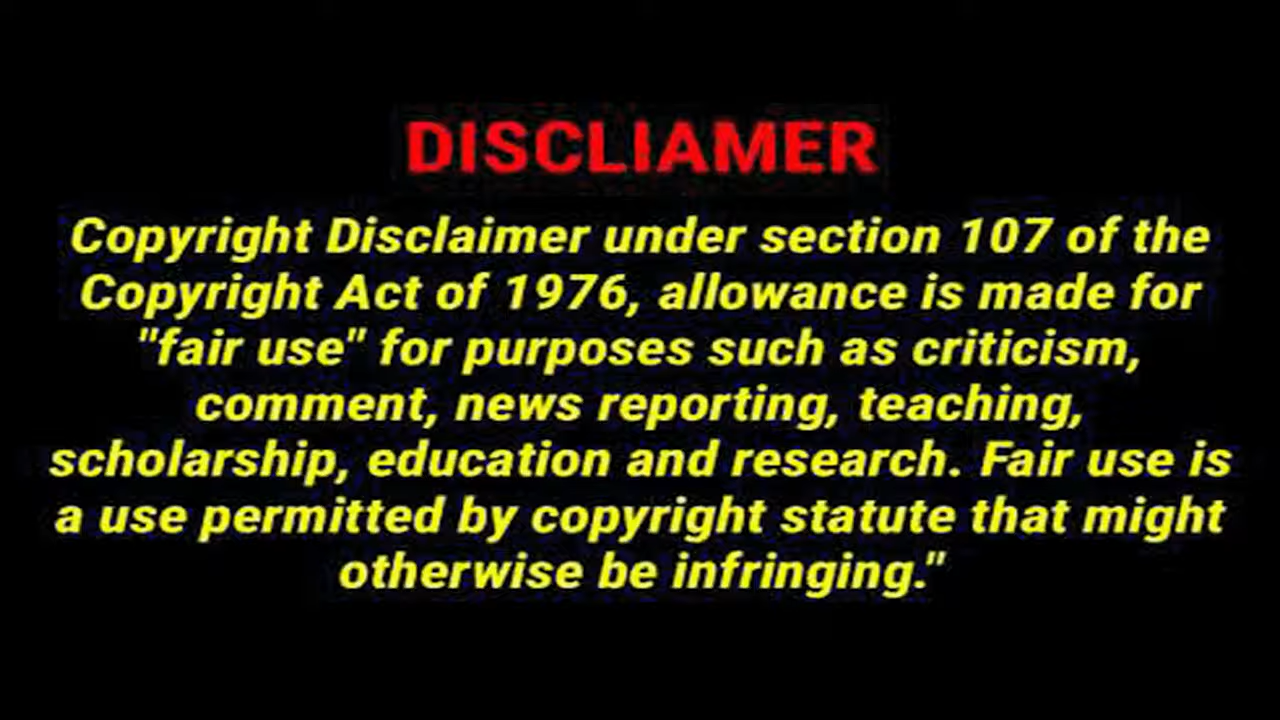 DISCLIAMER
Copyright Disclaimer under section 107 of the
Copyright Act of 1976, allowance is made for
"fair use" for purposes such as criticism,
comment, news reporting, teaching,
scholarship, education and research. Fair use is
a use permitted by copyright statute that might
otherwise be infringing."